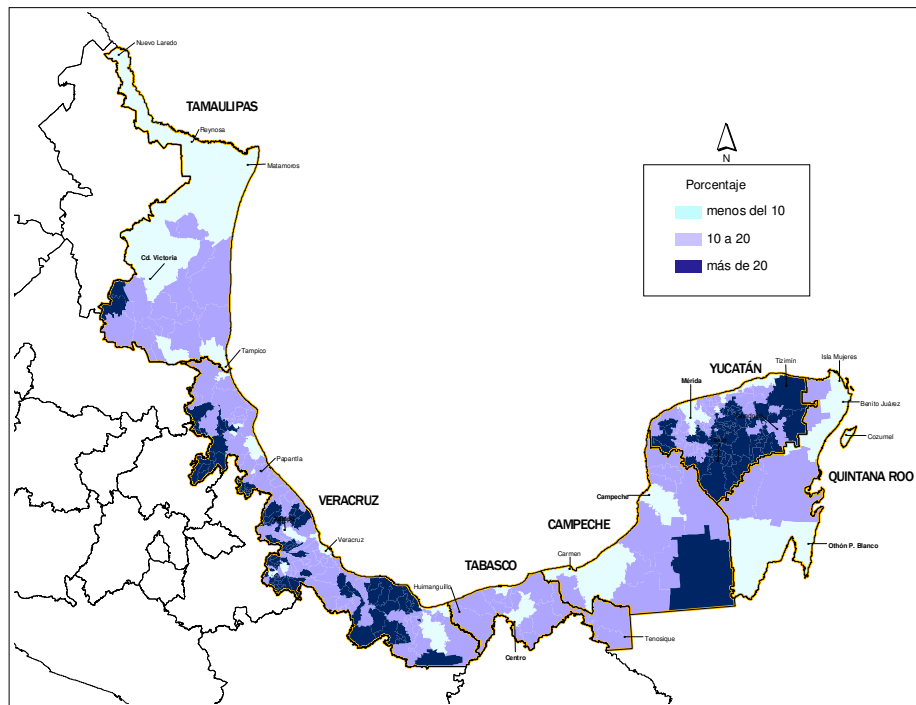 Nuevo Laredo
TAMAULIPAS
Reynosa
Matamoros
N
Porcentaje
menos del 10
10 a 20
más de 20
Cd. Victoria
Tampico
YUCATÁN
Tizimín
Isla Mujeres
Mérida
Benito Juárez
Cozumel
Papantla
QUINTANA ROO
VERACRUZ
Campeche
CAMPECHE
Veracruz
Othón P. Blanco
TABASCO
Carmen
Huimanguillo
Tenosique
Centro